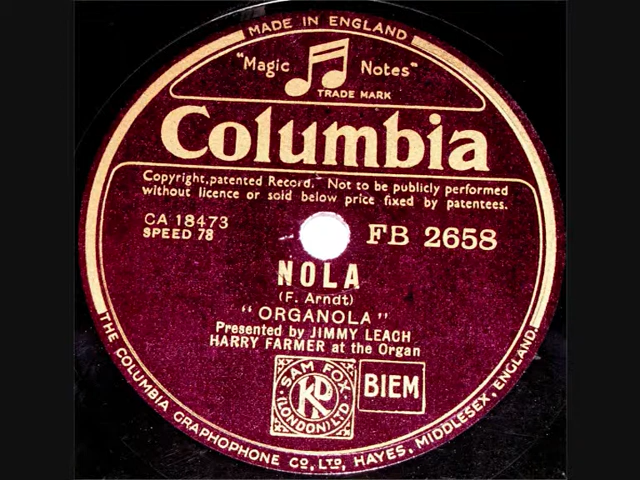 MADE IN ENGLAND
"Magic Notes"
TRADE MARK
Columbia
Copyright, patented Record. Not to be publicly performed
without licence or sold below price fixed by patentees.
CA 18473
SPEED 78
FB 2658
NOLA
(F. Arndt)
"ORGANOLA"
Presented by JIMMY LEACH
HARRY FARMER at the Organ
SAM FOX
(LONDON) LTD.
BIEM
THE COLUMBIA GRAPHOPHONE CO., LTD, HAYES, MIDDLESEX, ENGLAND.